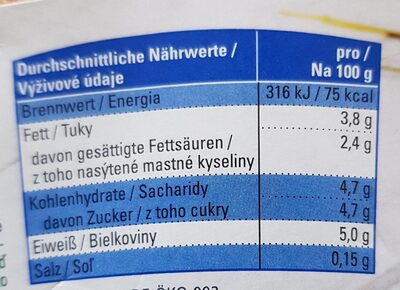 Durchschnittliche Nährwerte / pro /
Vyživové údaje Na 100 g
Brennwert / Energia 316 kJ / 75 kcal
Fett / Tuky 3,8 g
davon gesättigte Fettsäuren / 2,4 g
z toho nasýtené mastné kyseliny
Kohlenhydrate / Sacharidy 4,7 g
davon Zucker / z toho cukry 4,7 g
Eiweiß / Bielkoviny 5,0 g
Salz / Soľ 0,15 g